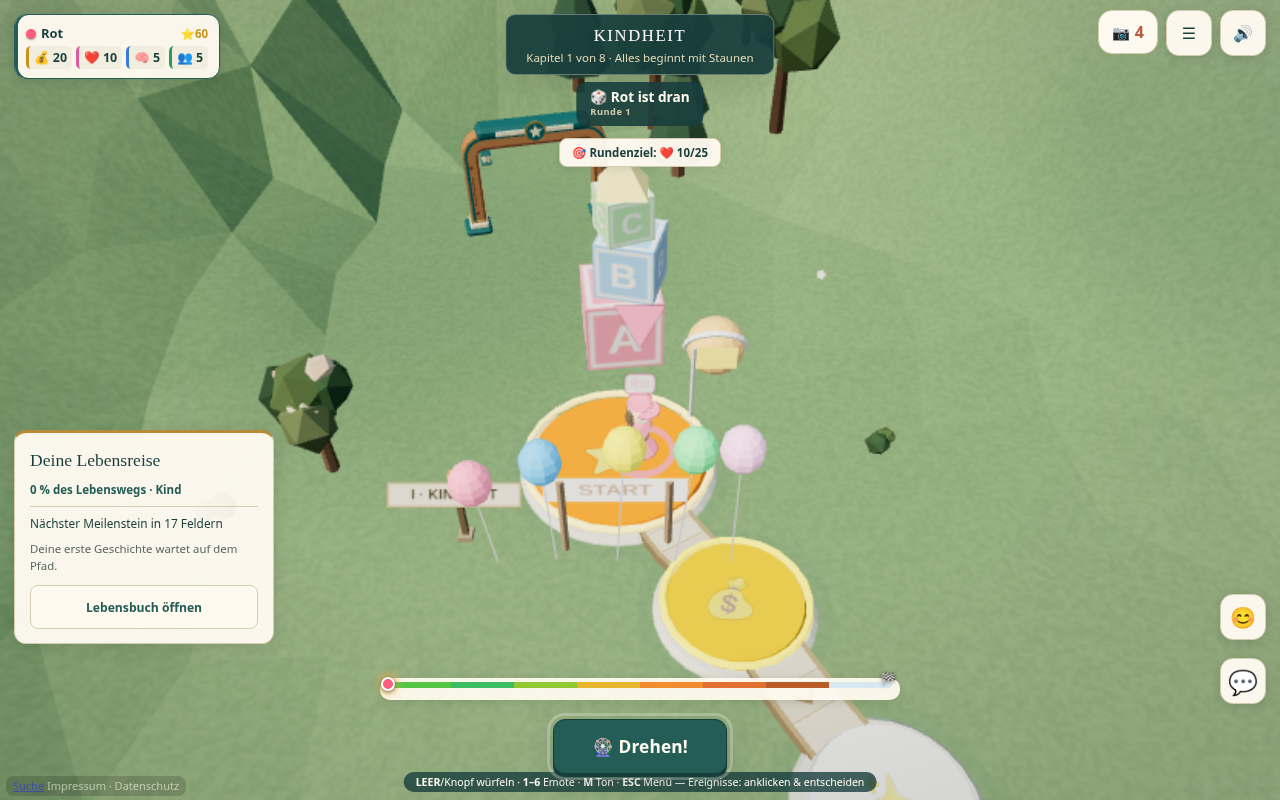 Rot ⭐60
💰 20 ❤️ 10 🧠 5 👥 5
KINDHEIT
Kapitel 1 von 8 · Alles beginnt mit Staunen
🎲 Rot ist dran
Runde 1
🎯 Rundenziel: ❤️ 10/25
📷 4
C
B
A
START
$
Deine Lebensreise
0 % des Lebenswegs · Kind
Nächster Meilenstein in 17 Feldern
Deine erste Geschichte wartet auf dem
Pfad.
Lebensbuch öffnen
🎡 Drehen!
LEER/Knopf würfeln · 1–6 Emote · M Ton · ESC Menü — Ereignisse: anklicken & entscheiden
Suche Impressum · Datenschutz